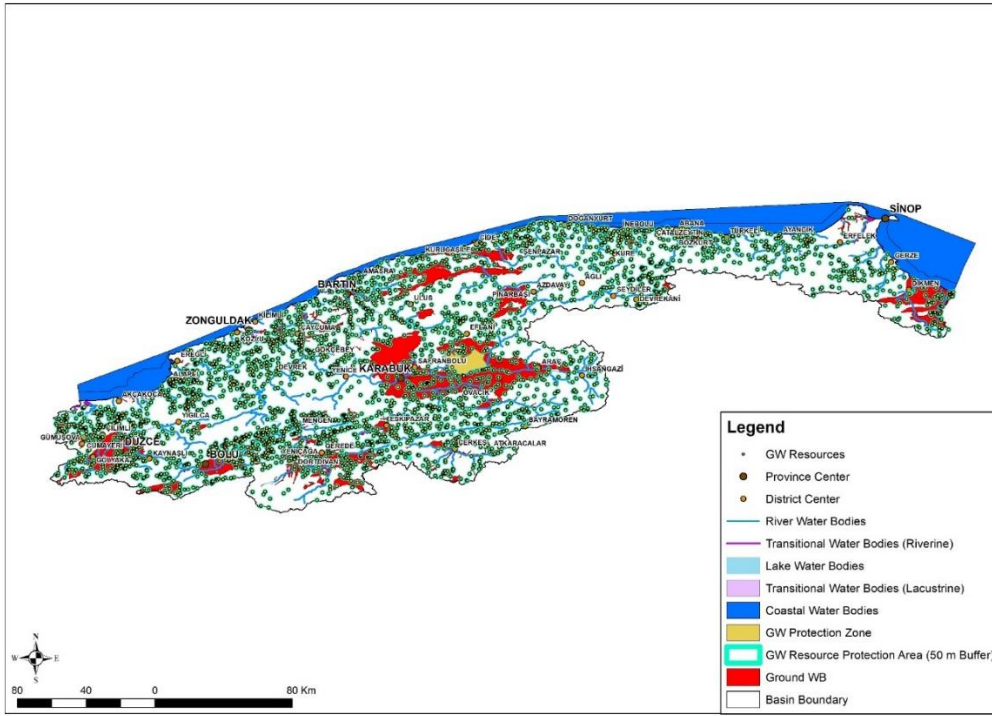 SİNOP
DOĞANYURT
İNEBOLU
ABANA
ÇATALZEYTİN
TÜRKELİ
AYANCIK
BOZKURT
ERFELEK
CİDE
KURUCAŞİLE
ŞENPAZAR
KÜRE
GERZE
AMASRA
AĞLI
AZDAVAY
SEYDİLER
DİKMEN
BARTIN
PINARBAŞI
DEVREKANİ
ULUS
ZONGULDAK
KİLİMLİ
KOZLU
ÇAYCUMA
EFLANİ
GÖKÇEBEY
EREĞLİ
SAFRANBOLU
ARAÇ
DEVREK
YENİCE
KARABÜK
İHSANGAZİ
ALAPLI
OVACIK
AKÇAKOCA
YIĞILCA
MENGEN
ESKİPAZAR
BAYRAMÖREN
ÇİLİMLİ
GÜMÜŞOVA
DÜZCE
CUMAYERİ
GÖLYAKA
KAYNAŞLI
BOLU
YENİÇAĞA
GEREDE
DÖRTDİVAN
ÇERKEŞ
ATKARACALAR
Legend
GW Resources
Province Center
District Center
River Water Bodies
Transitional Water Bodies (Riverine)
Lake Water Bodies
Transitional Water Bodies (Lacustrine)
Coastal Water Bodies
GW Protection Zone
GW Resource Protection Area (50 m Buffer)
Ground WB
Basin Boundary
N
W E
S
80 40 0 80 Km